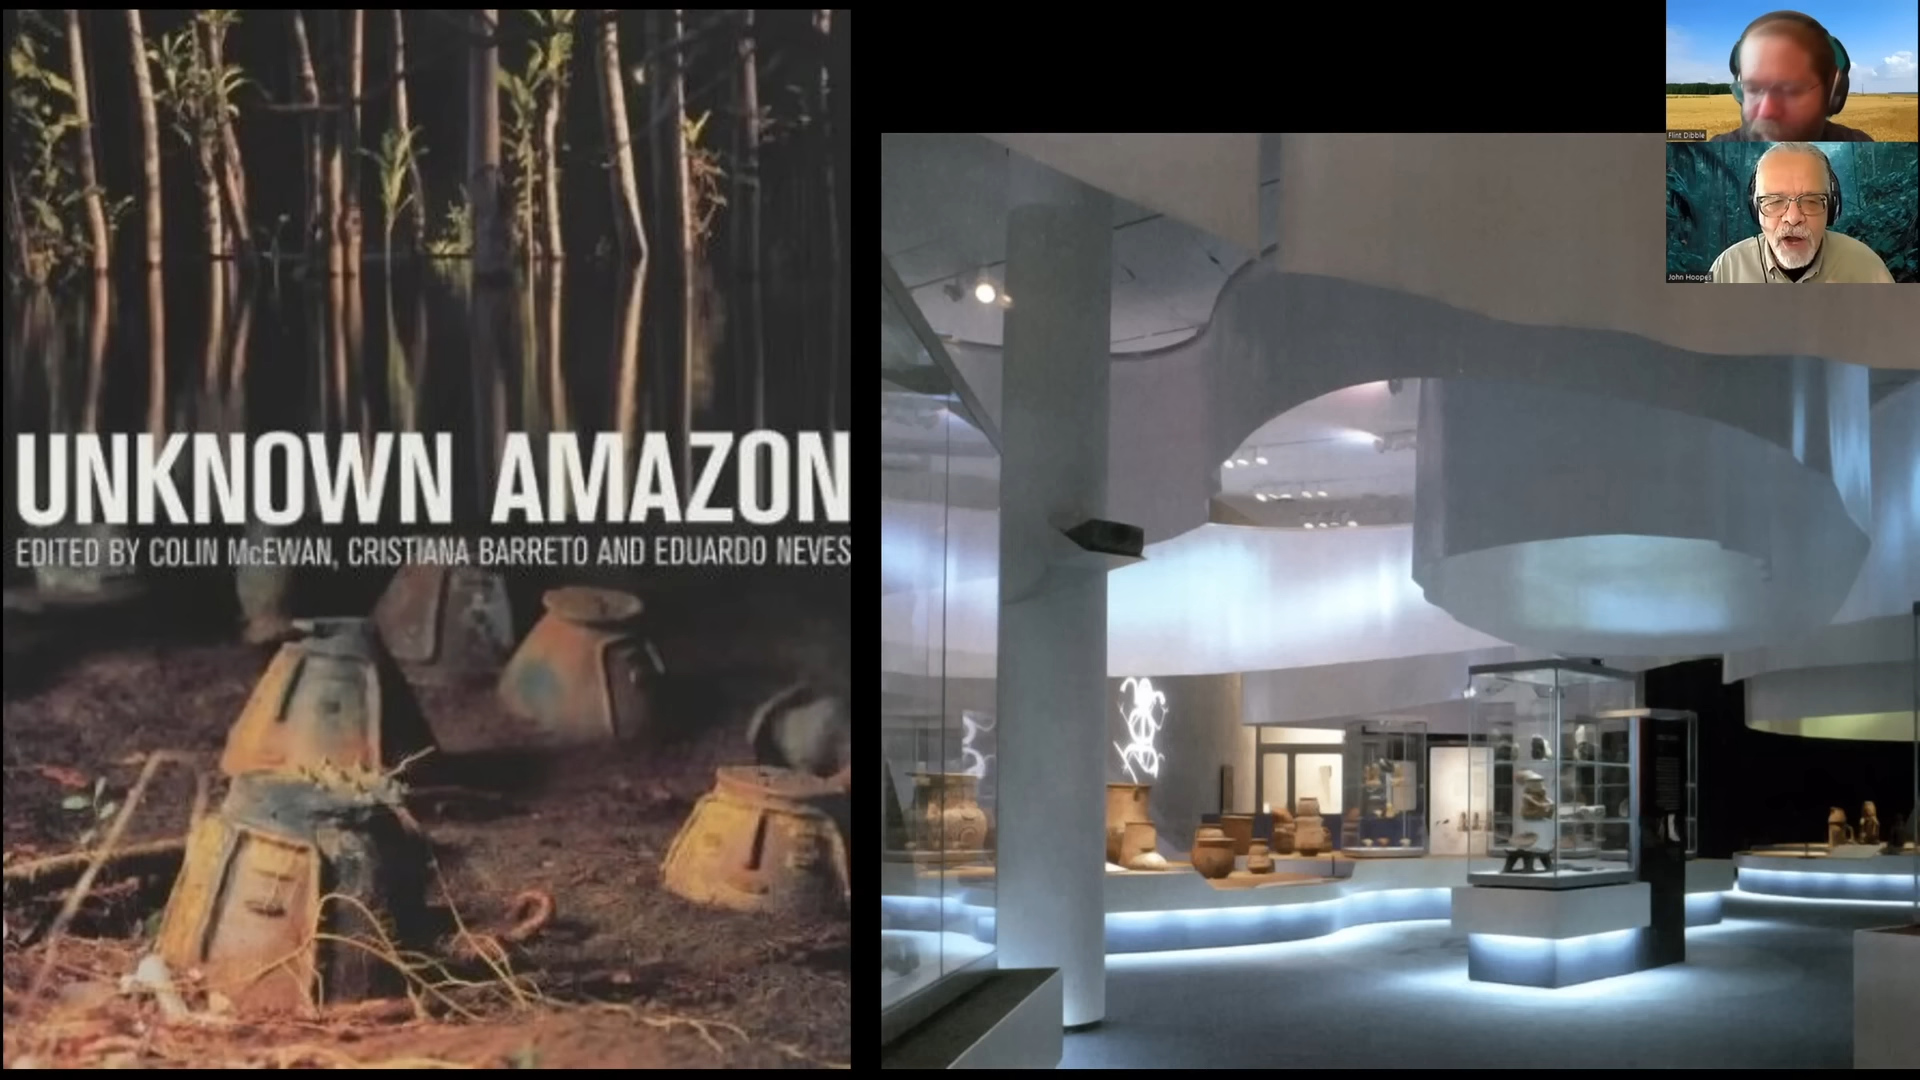 UNKNOWN AMAZON
EDITED BY COLIN McEWAN, CRISTIANA BARRETO AND EDUARDO NEVES
Flint Dibble
John Hoopes